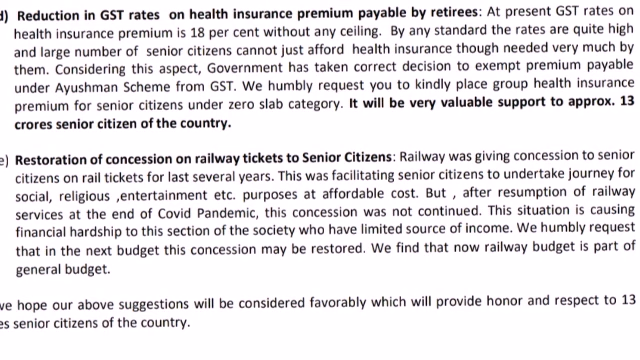 d) Reduction in GST rates on health insurance premium payable by retirees: At present GST rates on
health insurance premium is 18 per cent without any ceiling. By any standard the rates are quite high
and large number of senior citizens cannot just afford health insurance though needed very much by
them. Considering this aspect, Government has taken correct decision to exempt premium payable
under Ayushman Scheme from GST. We humbly request you to kindly place group health insurance
premium for senior citizens under zero slab category. It will be very valuable support to approx. 13
crores senior citizen of the country.
e) Restoration of concession on railway tickets to Senior Citizens: Railway was giving concession to senior
citizens on rail tickets for last several years. This was facilitating senior citizens to undertake journey for
social, religious ,entertainment etc. purposes at affordable cost. But , after resumption of railway
services at the end of Covid Pandemic, this concession was not continued. This situation is causing
financial hardship to this section of the society who have limited source of income. We humbly request
that in the next budget this concession may be restored. We find that now railway budget is part of
general budget.
we hope our above suggestions will be considered favorably which will provide honor and respect to 13
es senior citizens of the country.